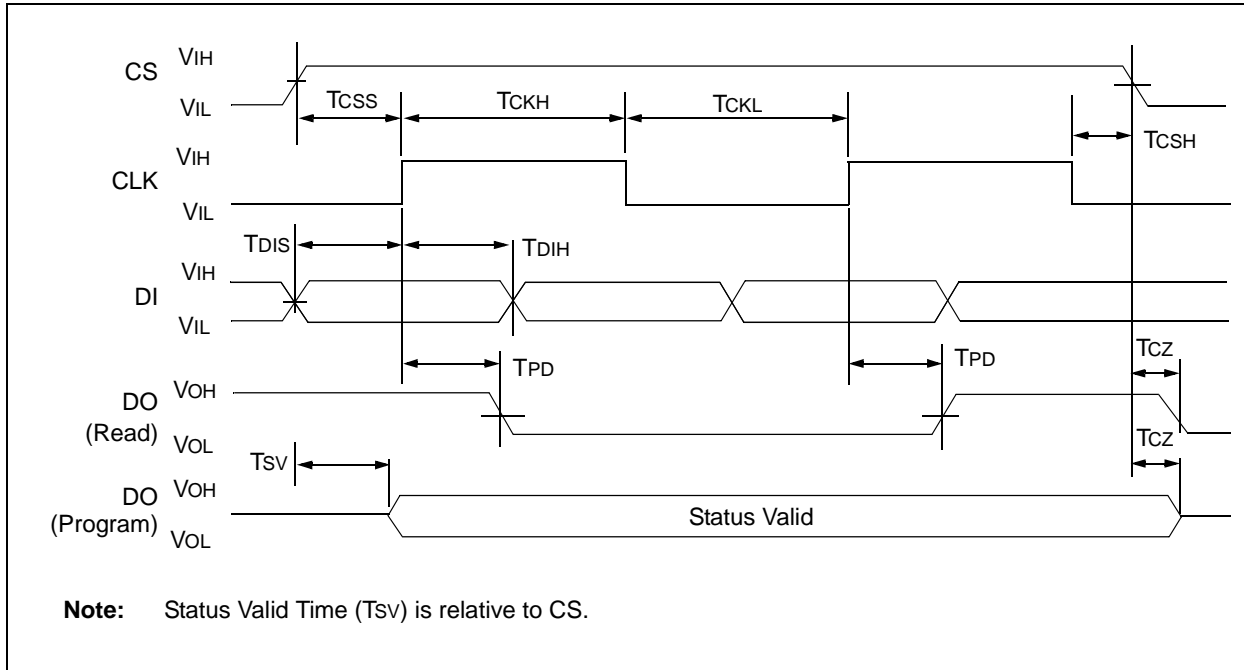 CS
VIH
VIL
TCSS
TCKH
TCKL
TCSH
CLK
VIH
VIL
TDIS
TDIH
DI
VIH
VIL
TPD
TPD
TCZ
DO
(Read)
VOH
VOL
TCZ
TSV
DO
(Program)
VOH
VOL
Status Valid
Note: Status Valid Time (TSV) is relative to CS.